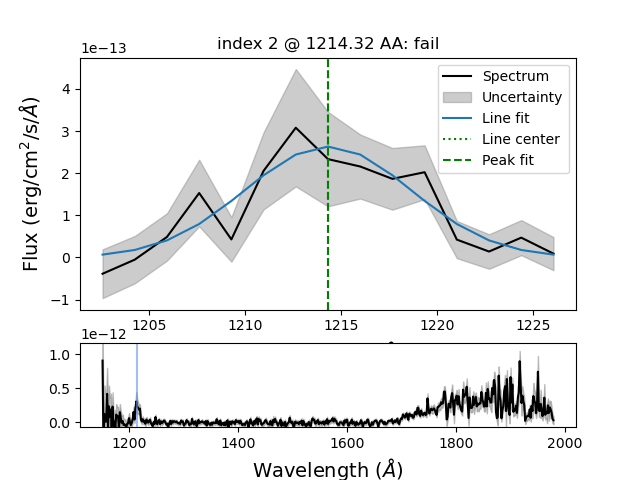 index 2 @ 1214.32 AA: fail
1e−13
Flux (erg/cm²/s/Å)
4
3
2
1
0
−1
Spectrum
Uncertainty
Line fit
Line center
Peak fit
1205
1210
1215
1220
1225
1e−12
1.0
0.5
0.0
1200
1400
1600
1800
2000
Wavelength (Å)